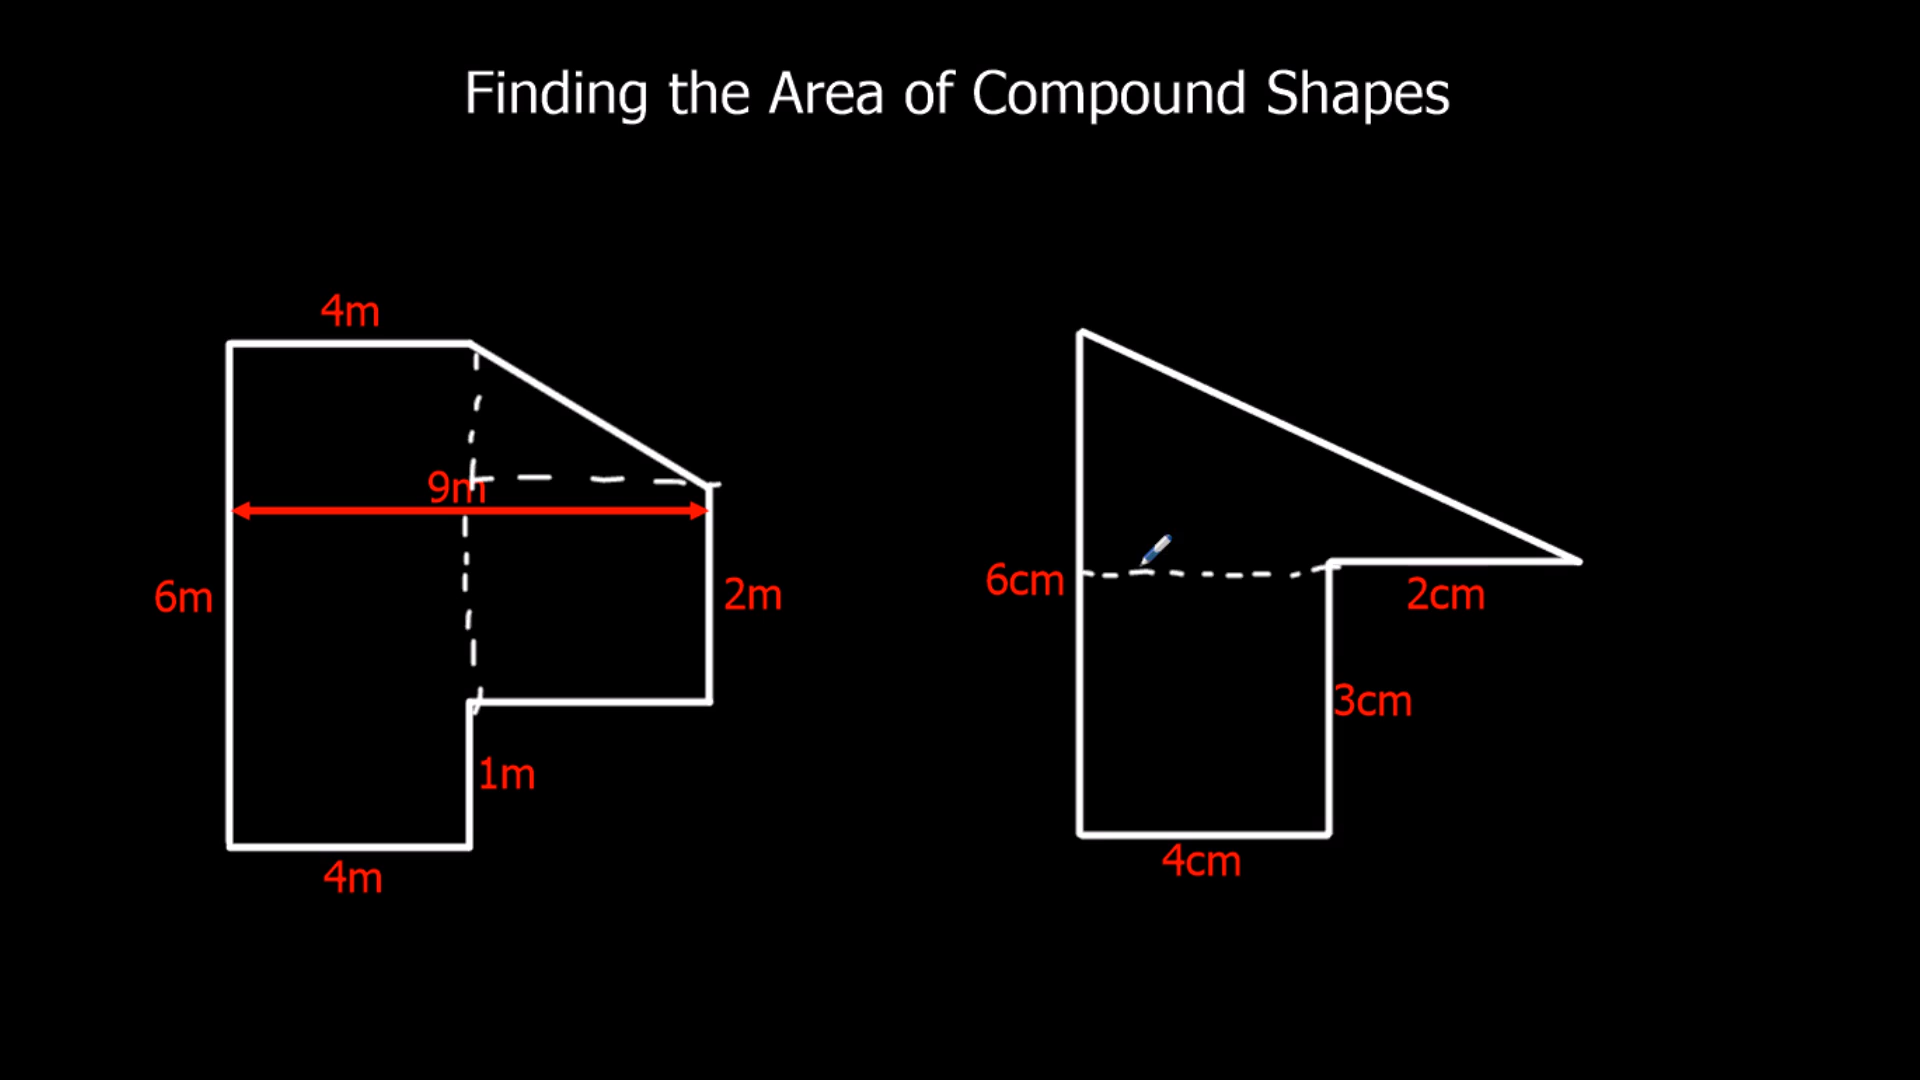 Finding the Area of Compound Shapes
4m
9m
6m
2m
1m
4m
6cm
2cm
3cm
4cm